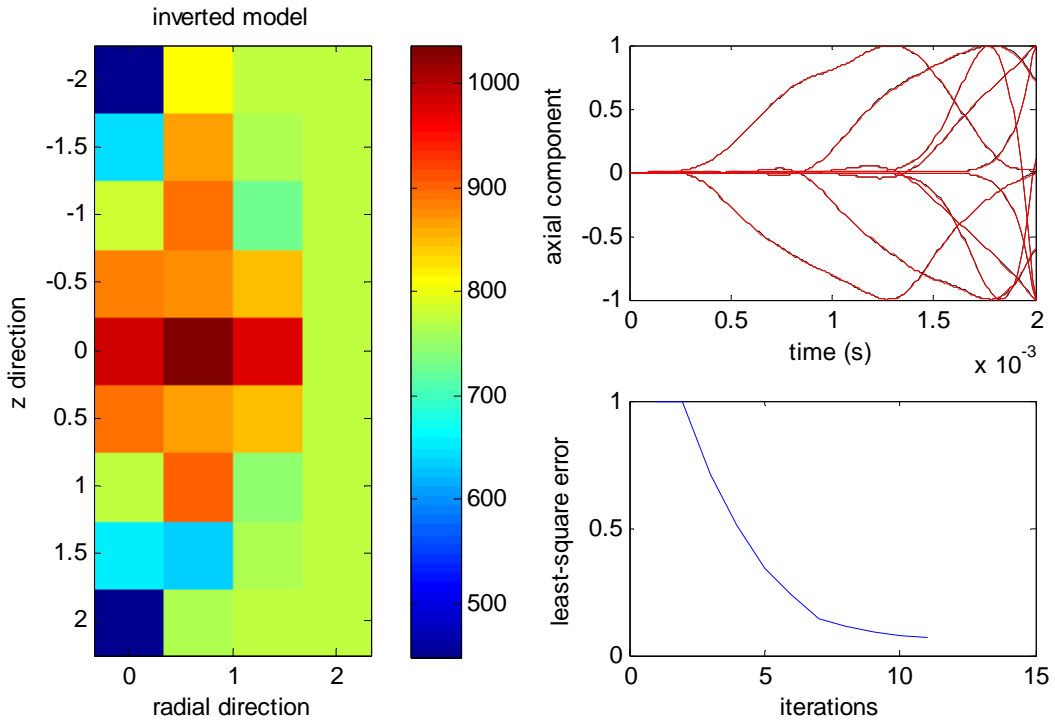 inverted model
-2
-1.5
-1
-0.5
0
0.5
1
1.5
2
z direction
0 1 2
radial direction
1000
900
800
700
600
500
1
0.5
0
-0.5
-1
axial component
0 0.5 1 1.5 2
time (s)
x 10-3
1
0.5
0
least-square error
0 5 10 15
iterations